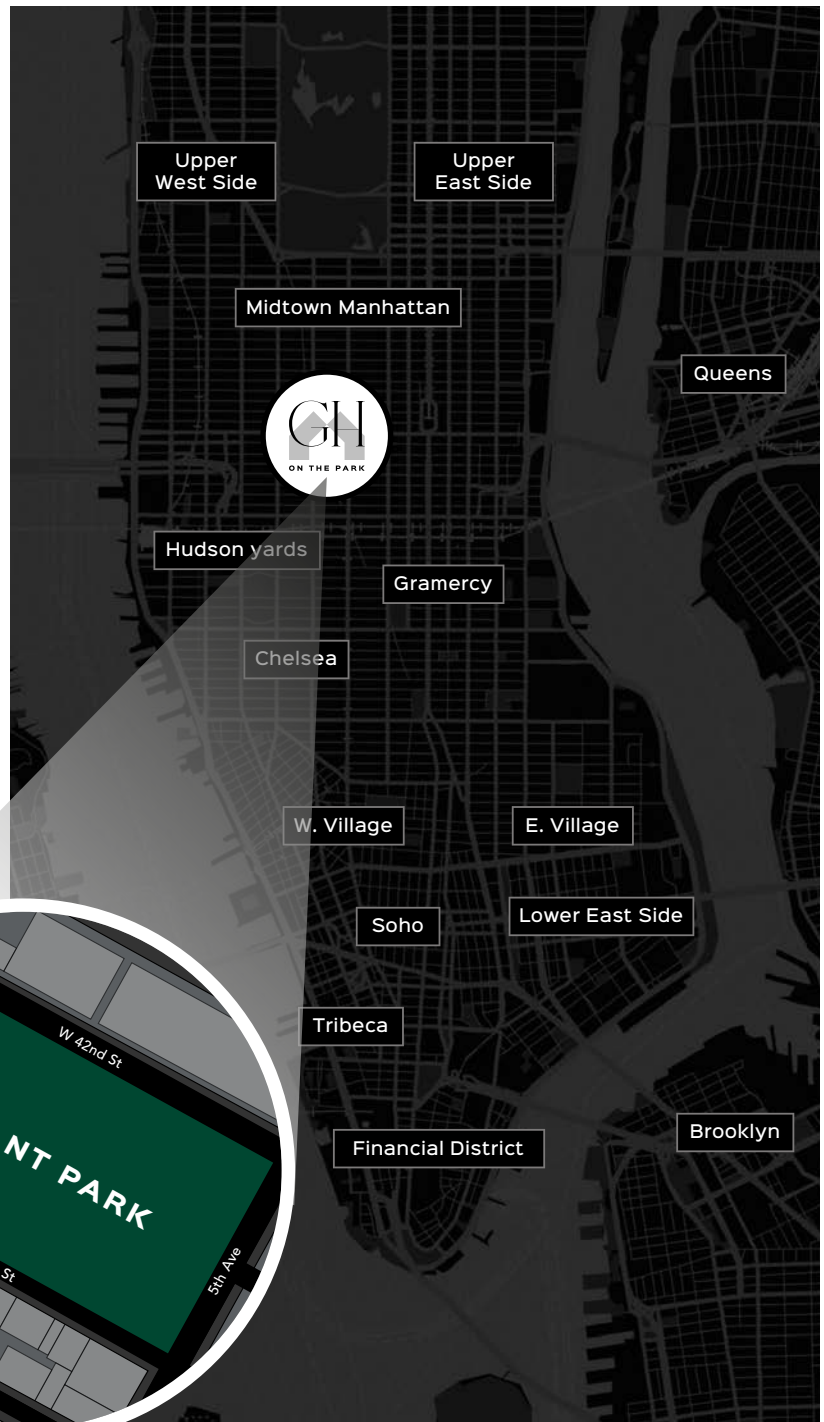 Upper
West Side
Upper
East Side
Midtown Manhattan
Queens
GH
ON THE PARK
Hudson yards
Gramercy
Chelsea
W. Village
E. Village
Soho
Lower East Side
Tribeca
W 42nd St
NT PARK
Financial District
Brooklyn
5th Ave
St